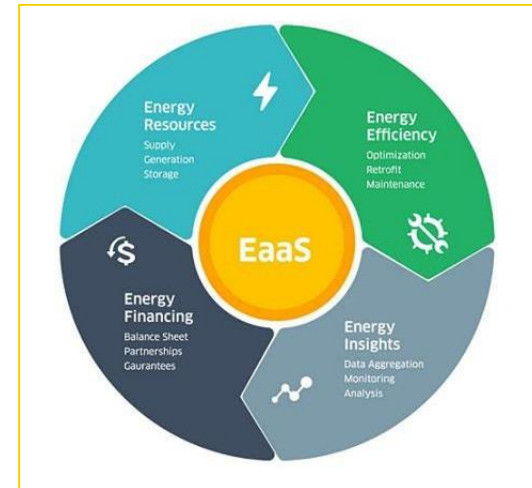 Energy
Resources
Supply
Generation
Storage
Energy
Efficiency
Optimization
Retrofit
Maintenance
EaaS
Energy
Financing
Balance Sheet
Partnerships
Gaurantees
Energy
Insights
Data Aggregation
Monitoring
Analysis